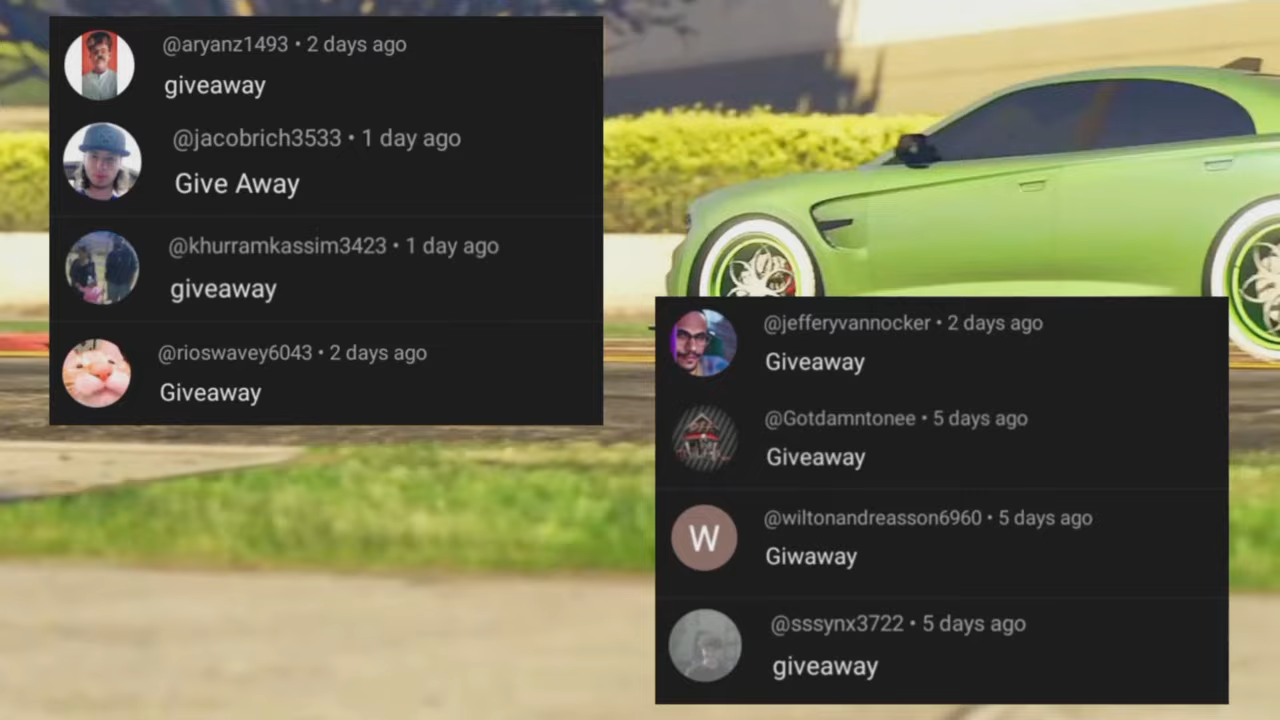 @aryanz1493 • 2 days ago
giveaway
@jacobrich3533 • 1 day ago
Give Away
@khurramkassim3423 • 1 day ago
giveaway
@rioswavey6043 • 2 days ago
Giveaway
@jefferyvannocker • 2 days ago
Giveaway
@Gotdamntonee • 5 days ago
Giveaway
W
@wiltonandreasson6960 • 5 days ago
Giwaway
@sssynx3722 • 5 days ago
giveaway